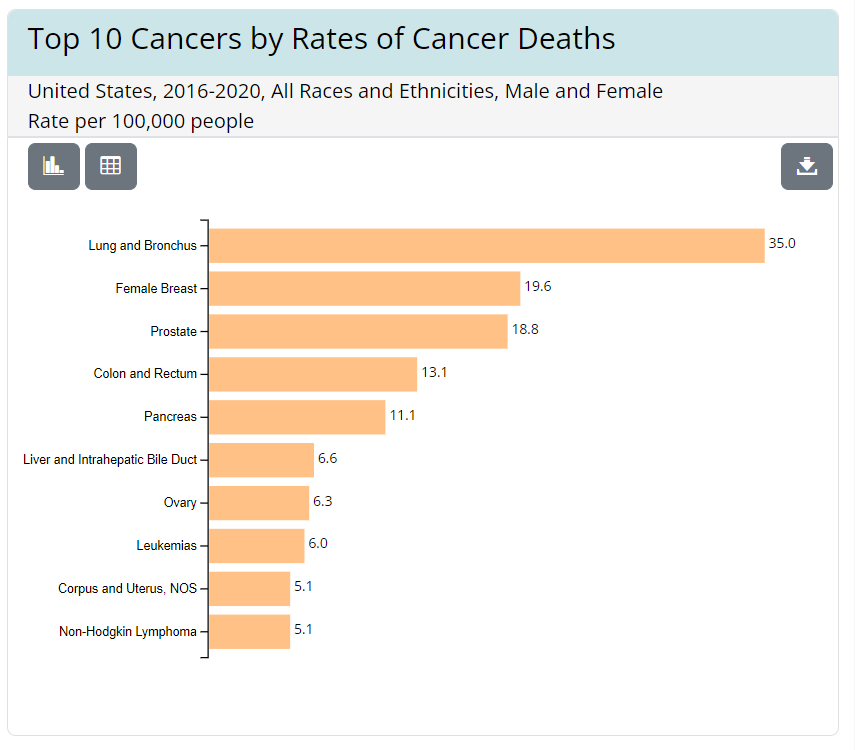 Top 10 Cancers by Rates of Cancer Deaths
United States, 2016-2020, All Races and Ethnicities, Male and Female
Rate per 100,000 people
Lung and Bronchus 35.0
Female Breast 19.6
Prostate 18.8
Colon and Rectum 13.1
Pancreas 11.1
Liver and Intrahepatic Bile Duct 6.6
Ovary 6.3
Leukemias 6.0
Corpus and Uterus, NOS 5.1
Non-Hodgkin Lymphoma 5.1